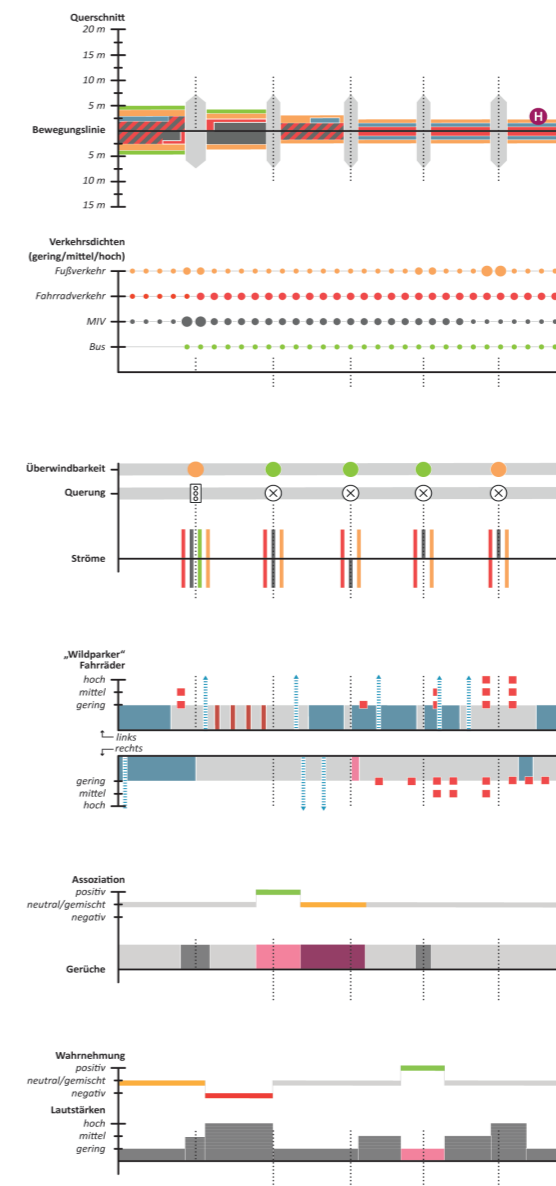 Querschnitt
20 m
15 m
10 m
5 m
Bewegungslinie
H
5 m
10 m
15 m
Verkehrsdichten
(gering/mittel/hoch)
Fußverkehr
Fahrradverkehr
MIV
Bus
Überwindbarkeit
Querung
Ströme
„Wildparker"
Fahrräder
hoch
mittel
gering
links
rechts
gering
mittel
hoch
Assoziation
positiv
neutral/gemischt
negativ
Gerüche
Wahrnehmung
positiv
neutral/gemischt
negativ
Lautstärken
hoch
mittel
gering